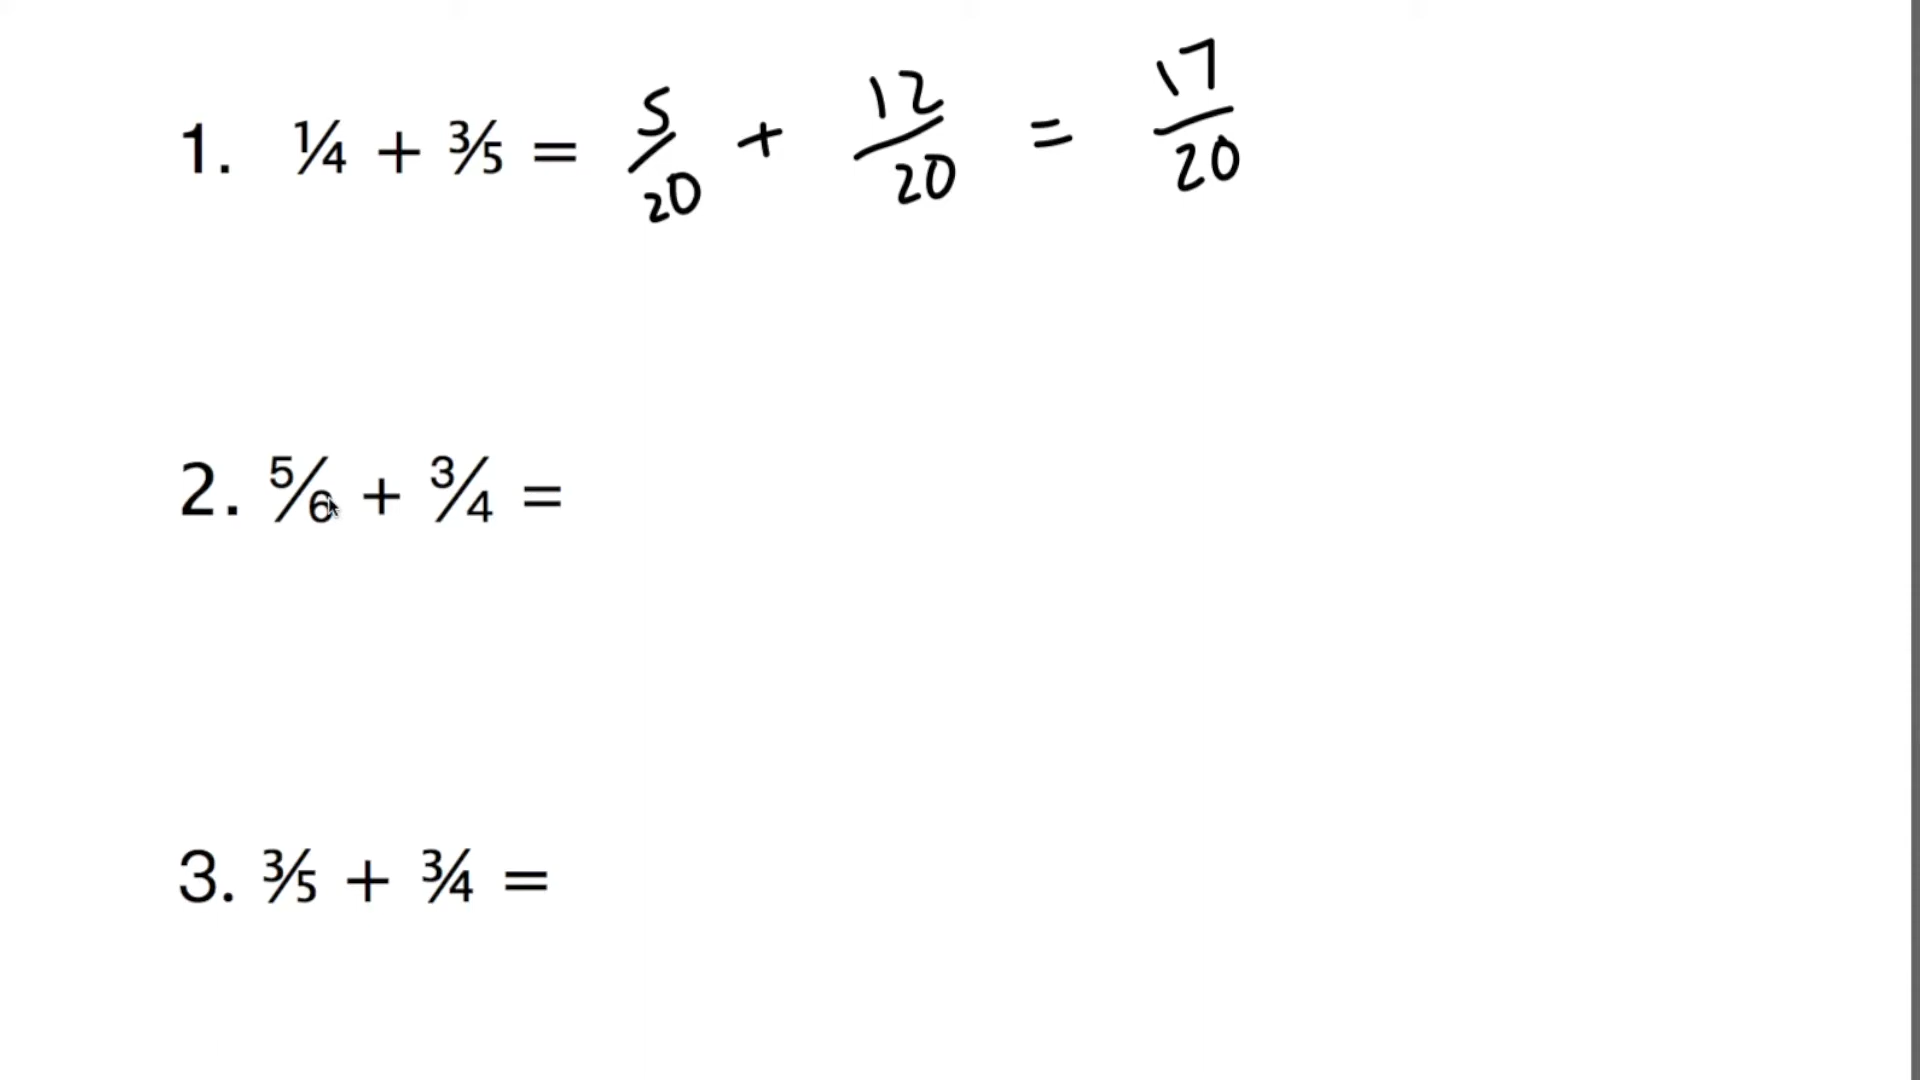 1. ¼ + ⅗ = 5/20 + 12/20 = 17/20
2. 5⁄6 + 3⁄4 =
3. ⅗ + ¾ =